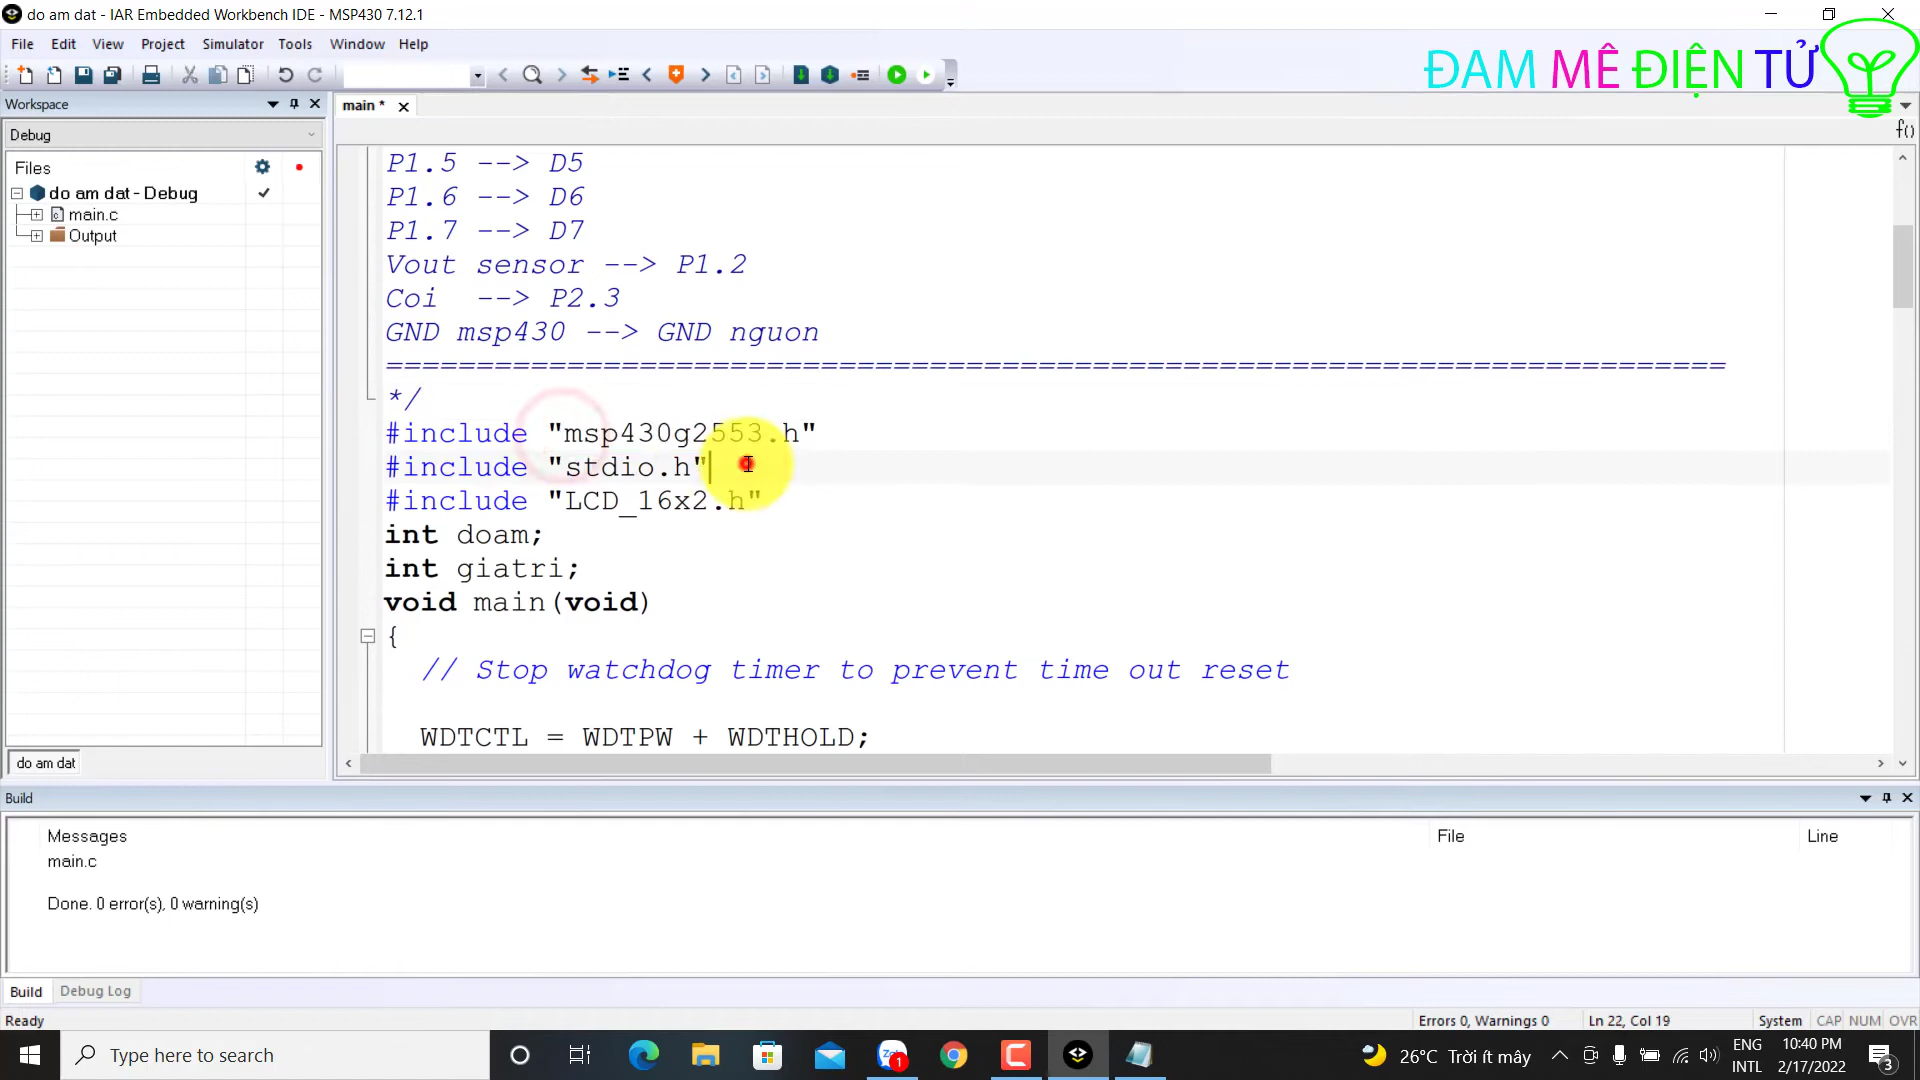 do am dat - IAR Embedded Workbench IDE - MSP430 7.12.1
File Edit View Project Simulator Tools Window Help
ĐAM MÊ ĐIỆN TỬ
Workspace
main *
Debug
f()
Files
do am dat - Debug
main.c
Output
P1.5 --> D5
P1.6 --> D6
P1.7 --> D7
Vout sensor --> P1.2
Coi --> P2.3
GND msp430 --> GND nguon
==========================================================================
*/
#include "msp430g2553.h"
#include "stdio.h"
#include "LCD_16x2.h"
int doam;
int giatri;
void main(void)
{
// Stop watchdog timer to prevent time out reset
WDTCTL = WDTPW + WDTHOLD;
do am dat
Build
Messages File Line
main.c
Done. 0 error(s), 0 warning(s)
Build Debug Log
Ready Errors 0, Warnings 0 Ln 22, Col 19 System CAP NUM OVR
Type here to search
1
26°C Trời ít mây
ENG
INTL
10:40 PM
2/17/2022
3